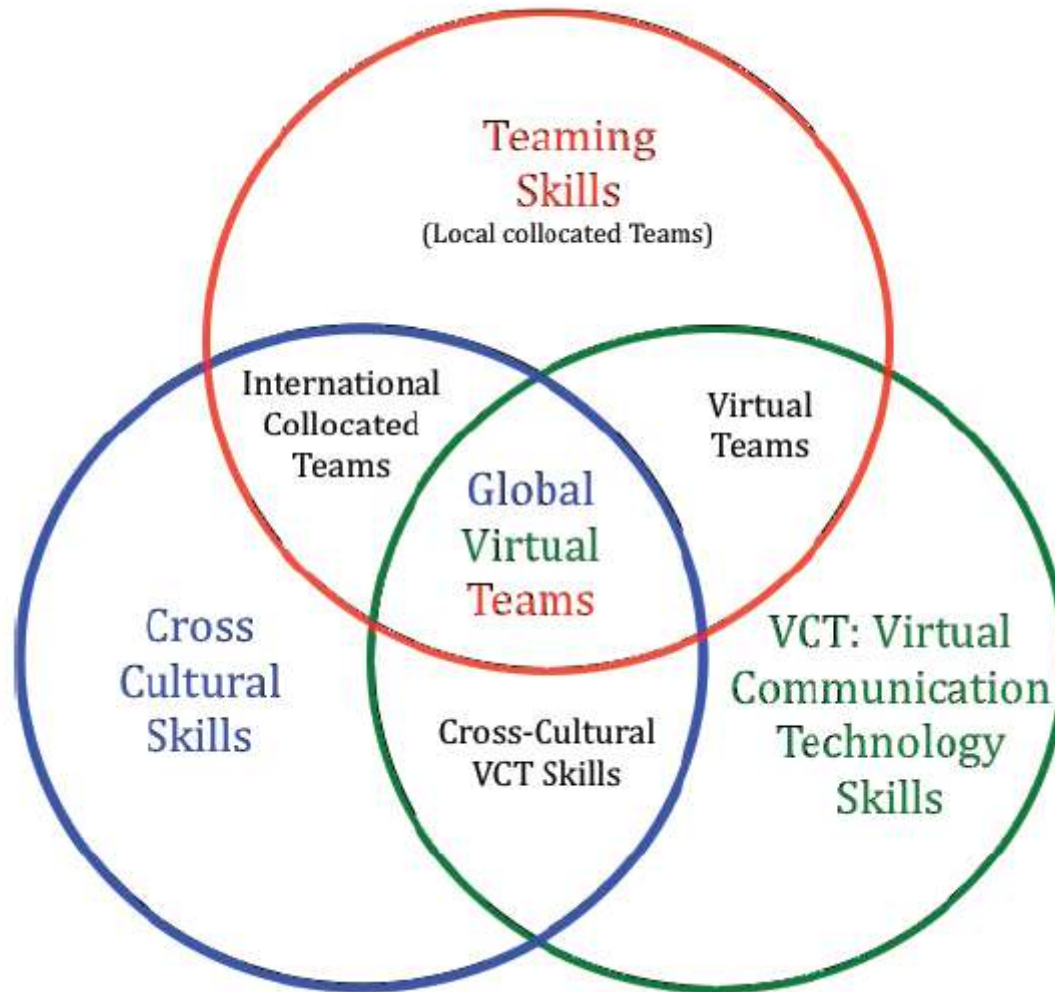 Teaming
Skills
(Local collocated Teams)
International
Collocated
Teams
Virtual
Teams
Global
Virtual
Teams
Cross
Cultural
Skills
VCT: Virtual
Communication
Technology
Skills
Cross-Cultural
VCT Skills